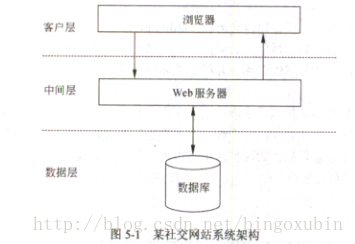 客户层
浏览器
中间层
Web服务器
数据层
数据库
图 5-1 某社交网站系统架构
http://blog.csdn.net/bingoxubin